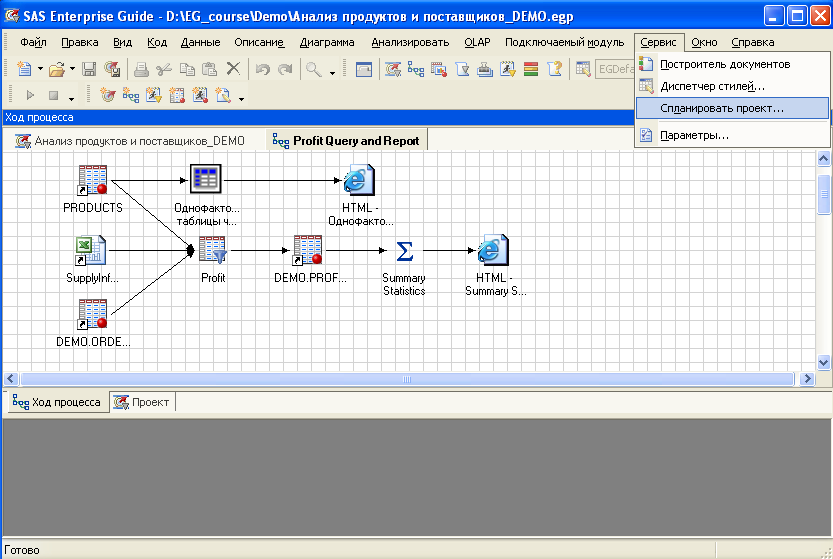 SAS Enterprise Guide - D:\EG_course\Demo\Анализ продуктов и поставщиков_DEMO.egp
Файл Правка Вид Код Данные Описание Диаграмма Анализировать OLAP Подключаемый модуль Сервис Окно Справка
Построитель документов
EGDefa
Диспетчер стилей...
Спланировать проект...
Параметры...
Ход процесса
Анализ продуктов и поставщиков_DEMO Profit Query and Report
PRODUCTS
Однофакто...
таблицы ч...
HTML -
Однофакто...
SupplyInf...
Profit
DEMO.PROF...
Summary
Statistics
HTML -
Summary S...
DEMO.ORDE...
Ход процесса Проект
Готово